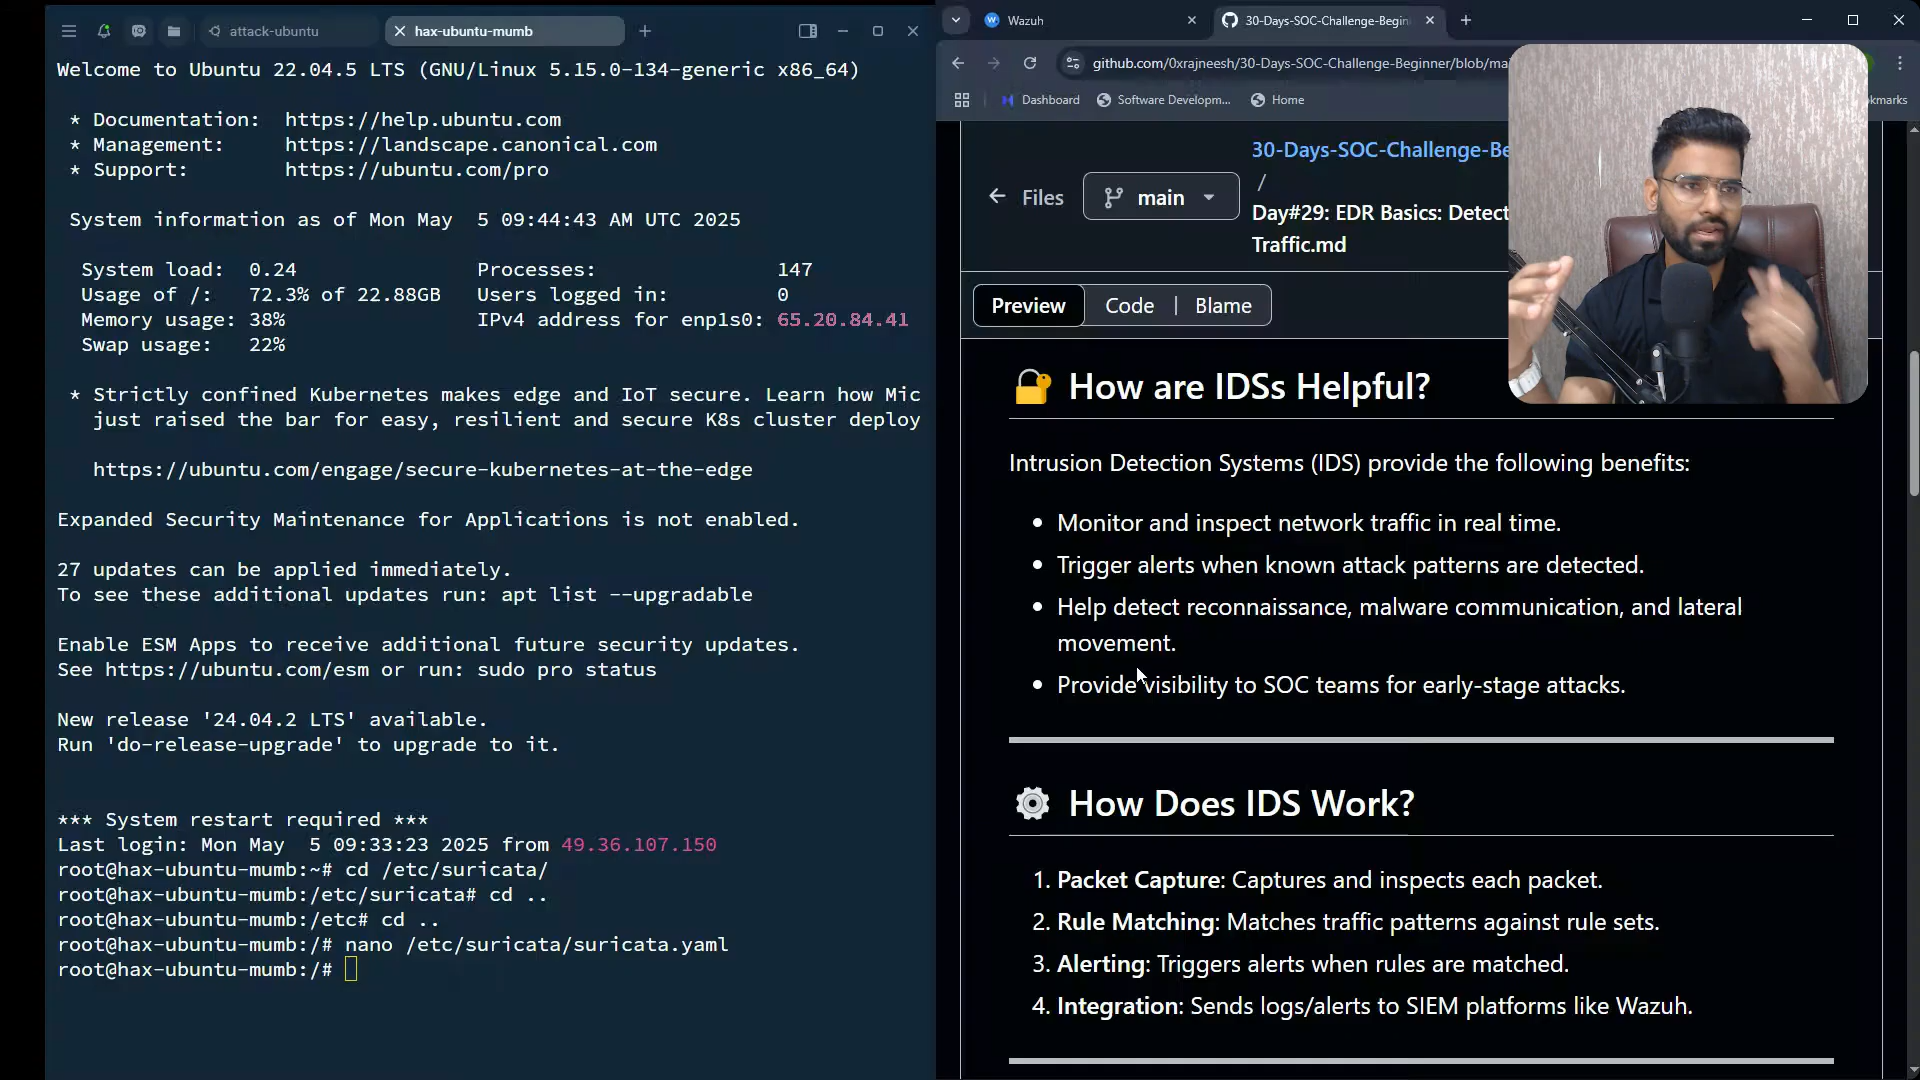 attack-ubuntu
hax-ubuntu-mumb
Welcome to Ubuntu 22.04.5 LTS (GNU/Linux 5.15.0-134-generic x86_64)
* Documentation: https://help.ubuntu.com
* Management: https://landscape.canonical.com
* Support: https://ubuntu.com/pro
System information as of Mon May 5 09:44:43 AM UTC 2025
System load: 0.24 Processes: 147
Usage of /: 72.3% of 22.88GB Users logged in: 0
Memory usage: 38% IPv4 address for enp1s0: 65.20.84.41
Swap usage: 22%
* Strictly confined Kubernetes makes edge and IoT secure. Learn how Mic
just raised the bar for easy, resilient and secure K8s cluster deploy
https://ubuntu.com/engage/secure-kubernetes-at-the-edge
Expanded Security Maintenance for Applications is not enabled.
27 updates can be applied immediately.
To see these additional updates run: apt list --upgradable
Enable ESM Apps to receive additional future security updates.
See https://ubuntu.com/esm or run: sudo pro status
New release '24.04.2 LTS' available.
Run 'do-release-upgrade' to upgrade to it.
*** System restart required ***
Last login: Mon May 5 09:33:23 2025 from 49.36.107.150
root@hax-ubuntu-mumb:~# cd /etc/suricata/
root@hax-ubuntu-mumb:/etc/suricata# cd ..
root@hax-ubuntu-mumb:/etc# cd ..
root@hax-ubuntu-mumb:/# nano /etc/suricata/suricata.yaml
root@hax-ubuntu-mumb:/#
Wazuh
30-Days-SOC-Challenge-Begin
github.com/0xrajneesh/30-Days-SOC-Challenge-Beginner/blob/ma
Dashboard
Software Developm...
Home
kmarks
30-Days-SOC-Challenge-Be
/
Files
main
Day#29: EDR Basics: Detect
Traffic.md
Preview
Code
Blame
How are IDSs Helpful?
Intrusion Detection Systems (IDS) provide the following benefits:
• Monitor and inspect network traffic in real time.
• Trigger alerts when known attack patterns are detected.
• Help detect reconnaissance, malware communication, and lateral
movement.
• Provide visibility to SOC teams for early-stage attacks.
How Does IDS Work?
1. Packet Capture: Captures and inspects each packet.
2. Rule Matching: Matches traffic patterns against rule sets.
3. Alerting: Triggers alerts when rules are matched.
4. Integration: Sends logs/alerts to SIEM platforms like Wazuh.